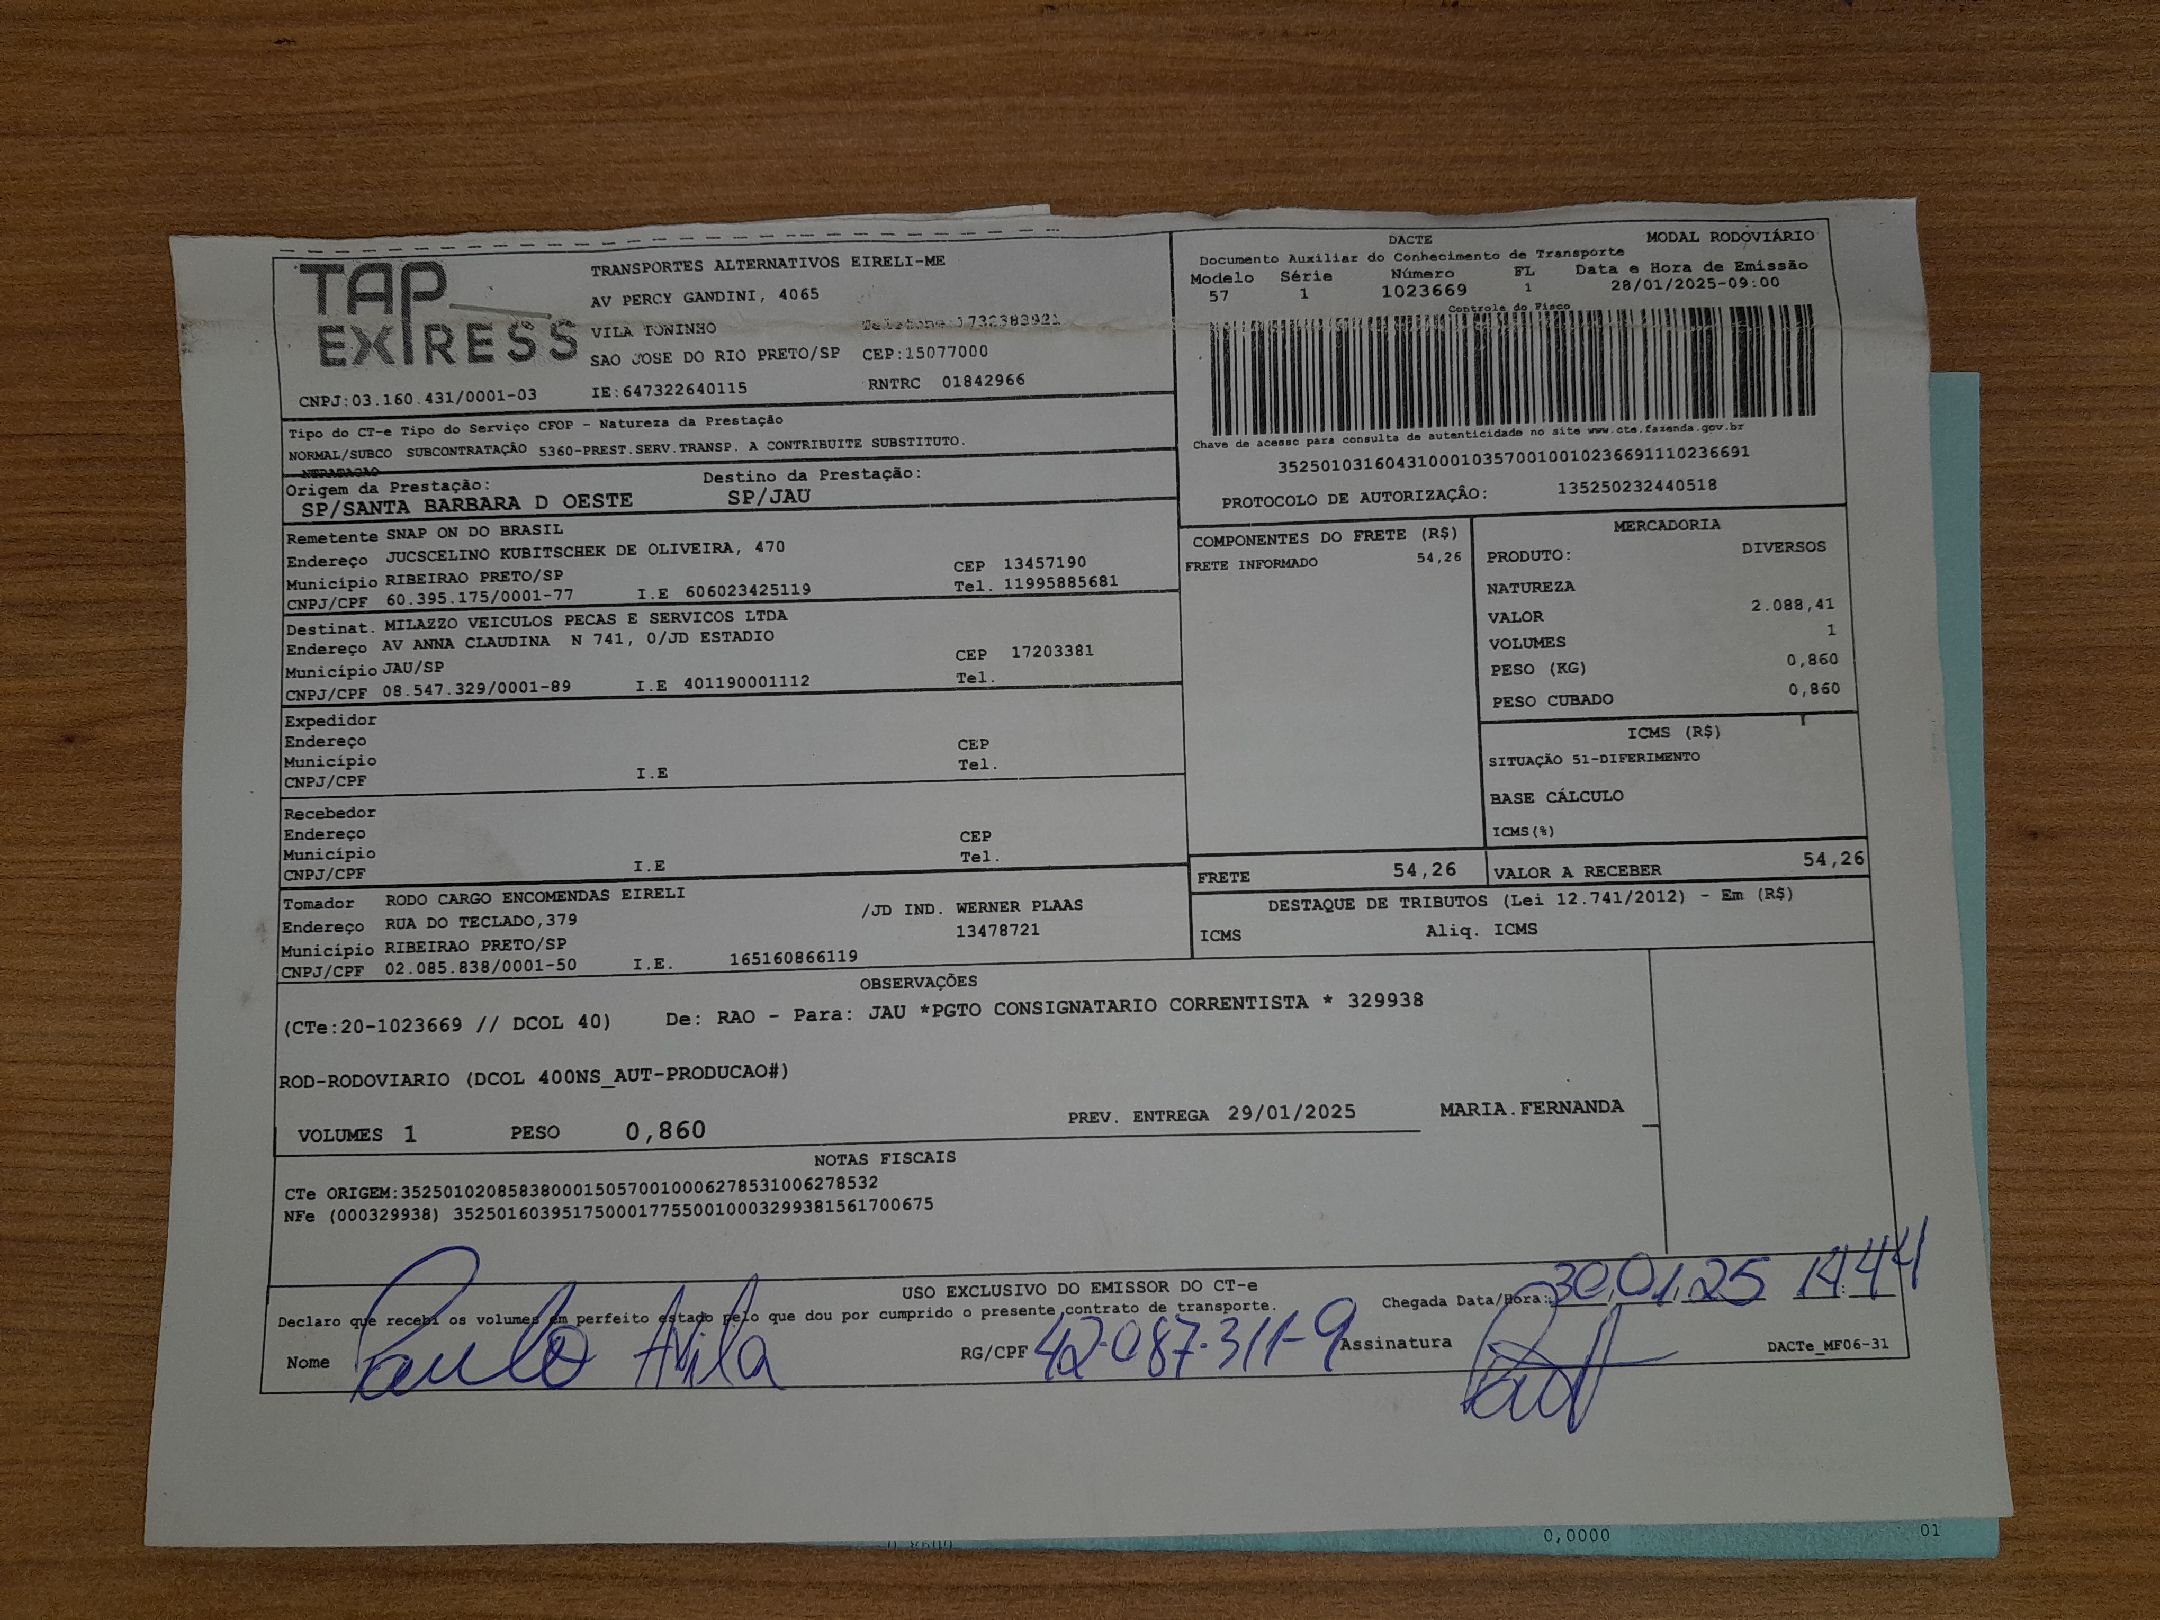 TAP EXPRESS
TRANSPORTES ALTERNATIVOS EIRELI-ME
AV PERCY GANDINI, 4065
VILA TONINHO Telefone:1732383921
SAO JOSE DO RIO PRETO/SP CEP:15077000
CNPJ:03.160.431/0001-03 IE:647322640115 RNTRC 01842966
DACTE MODAL RODOVIÁRIO
Documento Auxiliar do Conhecimento de Transporte
Modelo Série Número FL Data e Hora de Emissão
57 1 1023669 1 28/01/2025-09:00
Controle do Fisco
Chave de acesso para consulta de autenticidade no site www.cte.fazenda.gov.br
35250103160431000103570010010236691110236691
PROTOCOLO DE AUTORIZAÇÂO: 135250232440518
Tipo do CT-e Tipo do Serviço CFOP - Natureza da Prestação
NORMAL/SUBCO SUBCONTRATAÇÃO 5360-PREST.SERV.TRANSP. A CONTRIBUITE SUBSTITUTO.
NTRATAÇAO
Origem da Prestação: Destino da Prestação:
SP/SANTA BARBARA D OESTE SP/JAU
Remetente SNAP ON DO BRASIL
Endereço JUCSCELINO KUBITSCHEK DE OLIVEIRA, 470
Município RIBEIRAO PRETO/SP CEP 13457190
CNPJ/CPF 60.395.175/0001-77 I.E 606023425119 Tel. 11995885681
Destinat. MILAZZO VEICULOS PECAS E SERVICOS LTDA
Endereço AV ANNA CLAUDINA N 741, 0/JD ESTADIO
Município JAU/SP CEP 17203381
CNPJ/CPF 08.547.329/0001-89 I.E 401190001112 Tel.
Expedidor
Endereço
Município CEP
CNPJ/CPF I.E Tel.
Recebedor
Endereço
Município CEP
CNPJ/CPF I.E Tel.
Tomador RODO CARGO ENCOMENDAS EIRELI
Endereço RUA DO TECLADO,379 /JD IND. WERNER PLAAS
Município RIBEIRAO PRETO/SP 13478721
CNPJ/CPF 02.085.838/0001-50 I.E. 165160866119
COMPONENTES DO FRETE (R$)
FRETE INFORMADO 54,26
MERCADORIA
PRODUTO: DIVERSOS
NATUREZA
VALOR 2.088,41
VOLUMES 1
PESO (KG) 0,860
PESO CUBADO 0,860
ICMS (R$)
SITUAÇÃO 51-DIFERIMENTO
BASE CÁLCULO
ICMS(%)
FRETE 54,26 VALOR A RECEBER 54,26
DESTAQUE DE TRIBUTOS (Lei 12.741/2012) - Em (R$)
ICMS Aliq. ICMS
OBSERVAÇÕES
(CTe:20-1023669 // DCOL 40) De: RAO - Para: JAU *PGTO CONSIGNATARIO CORRENTISTA * 329938
ROD-RODOVIARIO (DCOL 400NS_AUT-PRODUCAO#)
VOLUMES 1 PESO 0,860 PREV. ENTREGA 29/01/2025 MARIA.FERNANDA
NOTAS FISCAIS
CTe ORIGEM:35250102085838000150570010006278531006278532
NFe (000329938) 35250160395175000177550010003299381561700675
USO EXCLUSIVO DO EMISSOR DO CT-e
Declaro que recebi os volumes em perfeito estado pelo que dou por cumprido o presente contrato de transporte. Chegada Data/Hora: 30.01.25 14:44
Nome Paulo Avila RG/CPF 42.087.311-9 Assinatura DACTe_MF06-31
0,0000 01